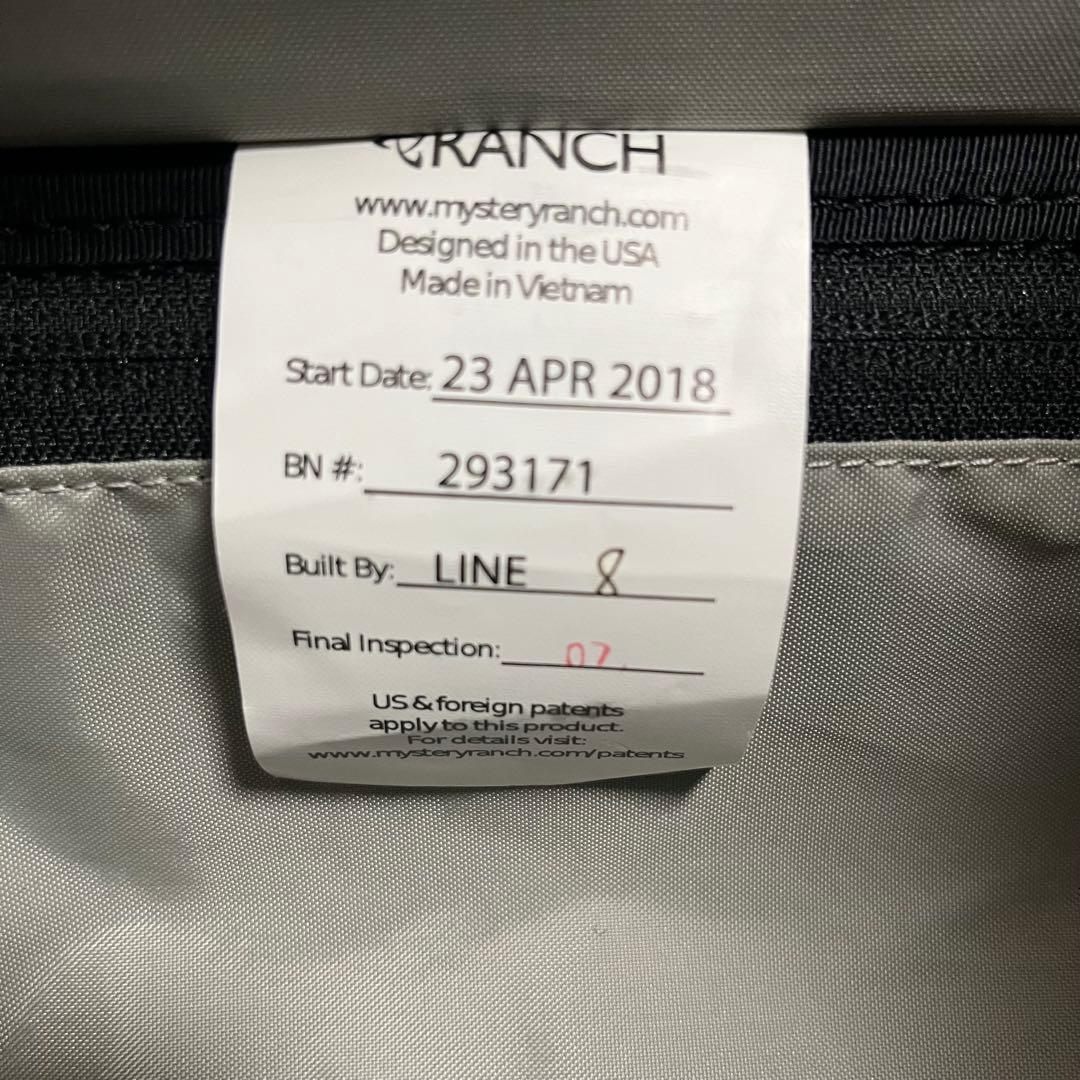 RANCH
www.mysteryranch.com
Designed in the USA
Made in Vietnam
Start Date: 23 APR 2018
BN #: 293171
Built By: LINE 8
Final Inspection: 07.
US & foreign patents
apply to this product.
For details visit:
www.mysteryranch.com/patents